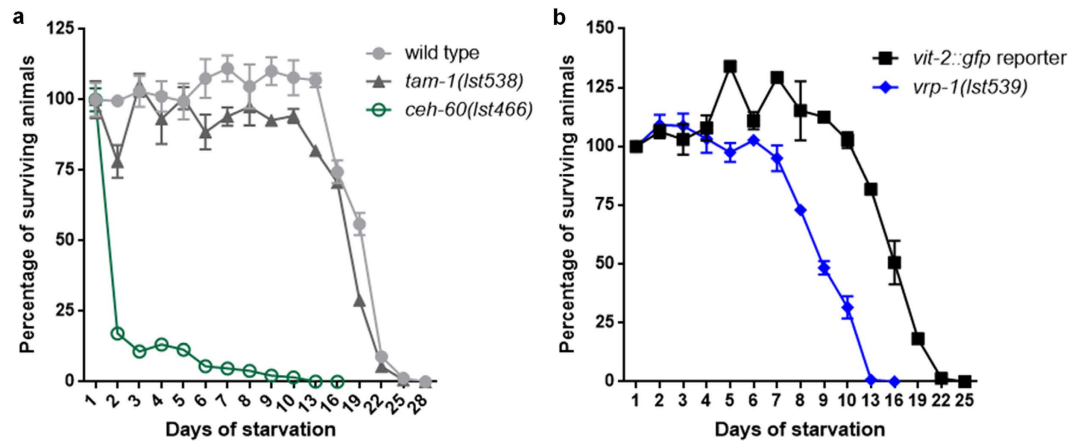 a
Percentage of surviving animals
125
100
75
50
25
0
wild type
tam-1(lst538)
ceh-60(lst466)
1 2 3 4 5 6 7 8 9 10 13 16 19 22 25 28
Days of starvation
b
Percentage of surviving animals
150
125
100
75
50
25
0
vit-2::gfp reporter
vrp-1(lst539)
1 2 3 4 5 6 7 8 9 10 13 16 19 22 25
Days of starvation